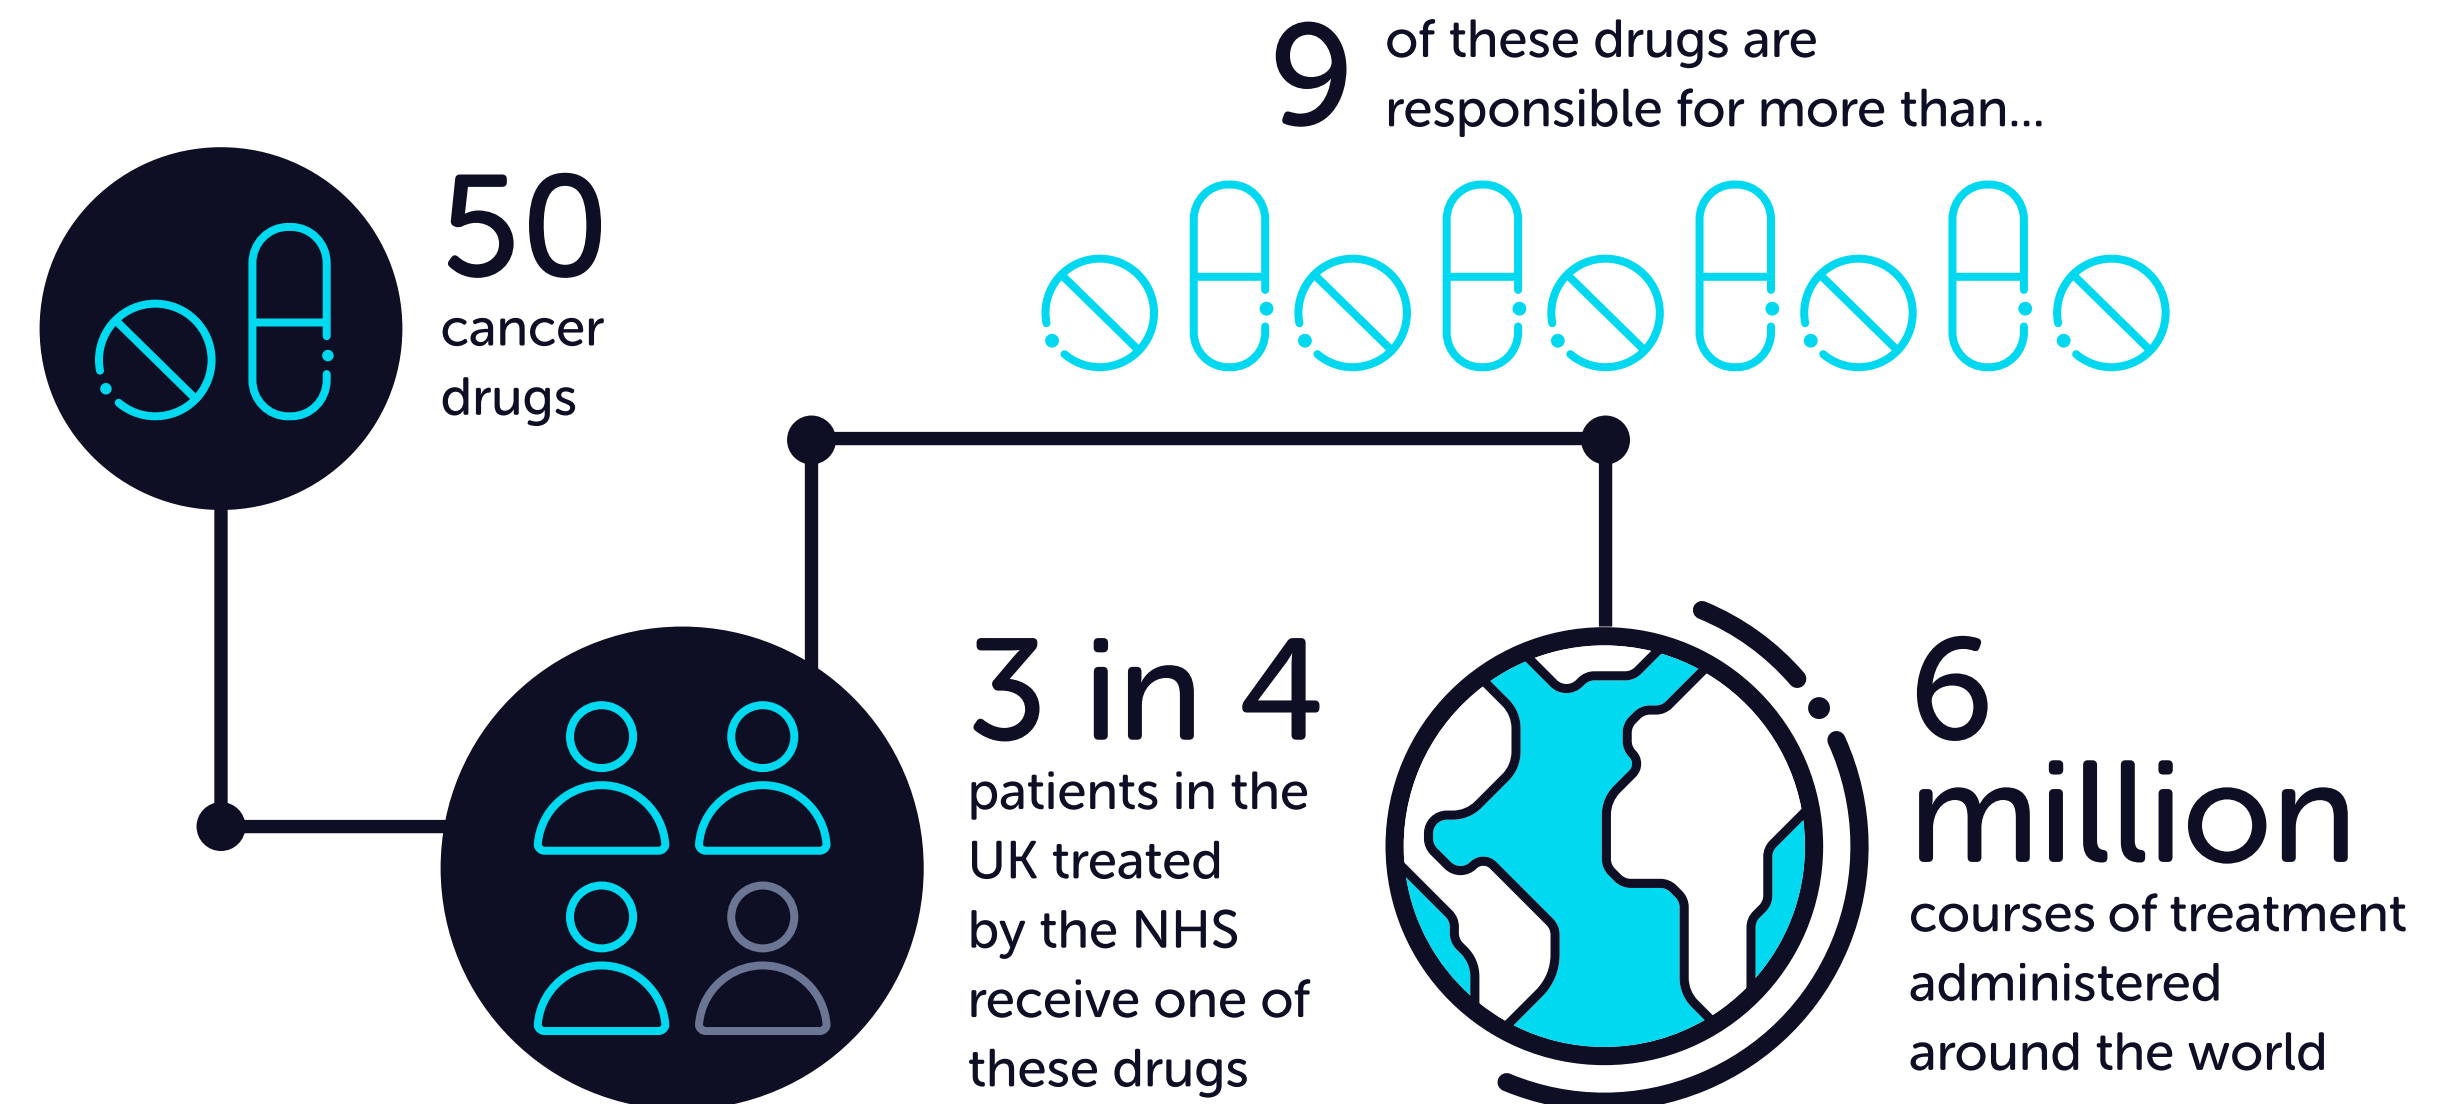 50
cancer
drugs
3 in 4
patients in the
UK treated
by the NHS
receive one of
these drugs
9
of these drugs are
responsible for more than...
6
million
courses of treatment
administered
around the world